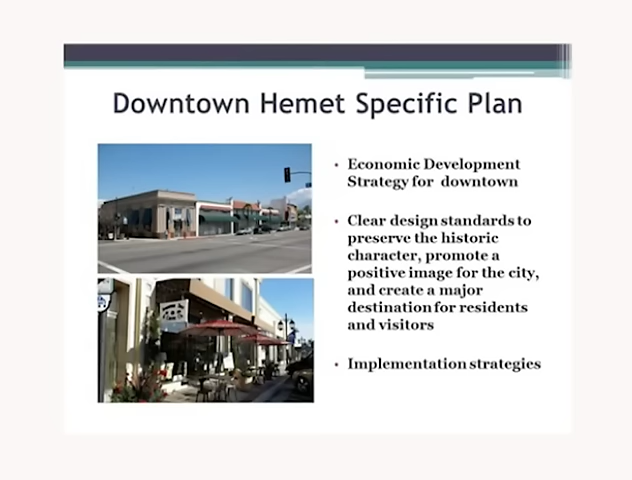 Downtown Hemet Specific Plan
• Economic Development
Strategy for downtown
• Clear design standards to
preserve the historic
character, promote a
positive image for the city,
and create a major
destination for residents
and visitors
• Implementation strategies